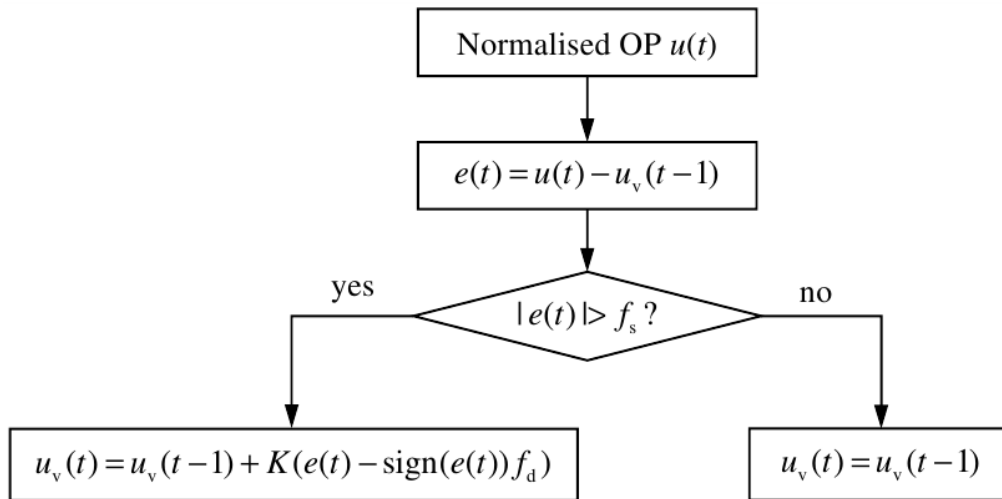 Normalised OP u(t)
e(t) = u(t) − u_v(t−1)
yes
|e(t)| > f_s ?
no
u_v(t) = u_v(t−1) + K(e(t) − sign(e(t))f_d)
u_v(t) = u_v(t−1)